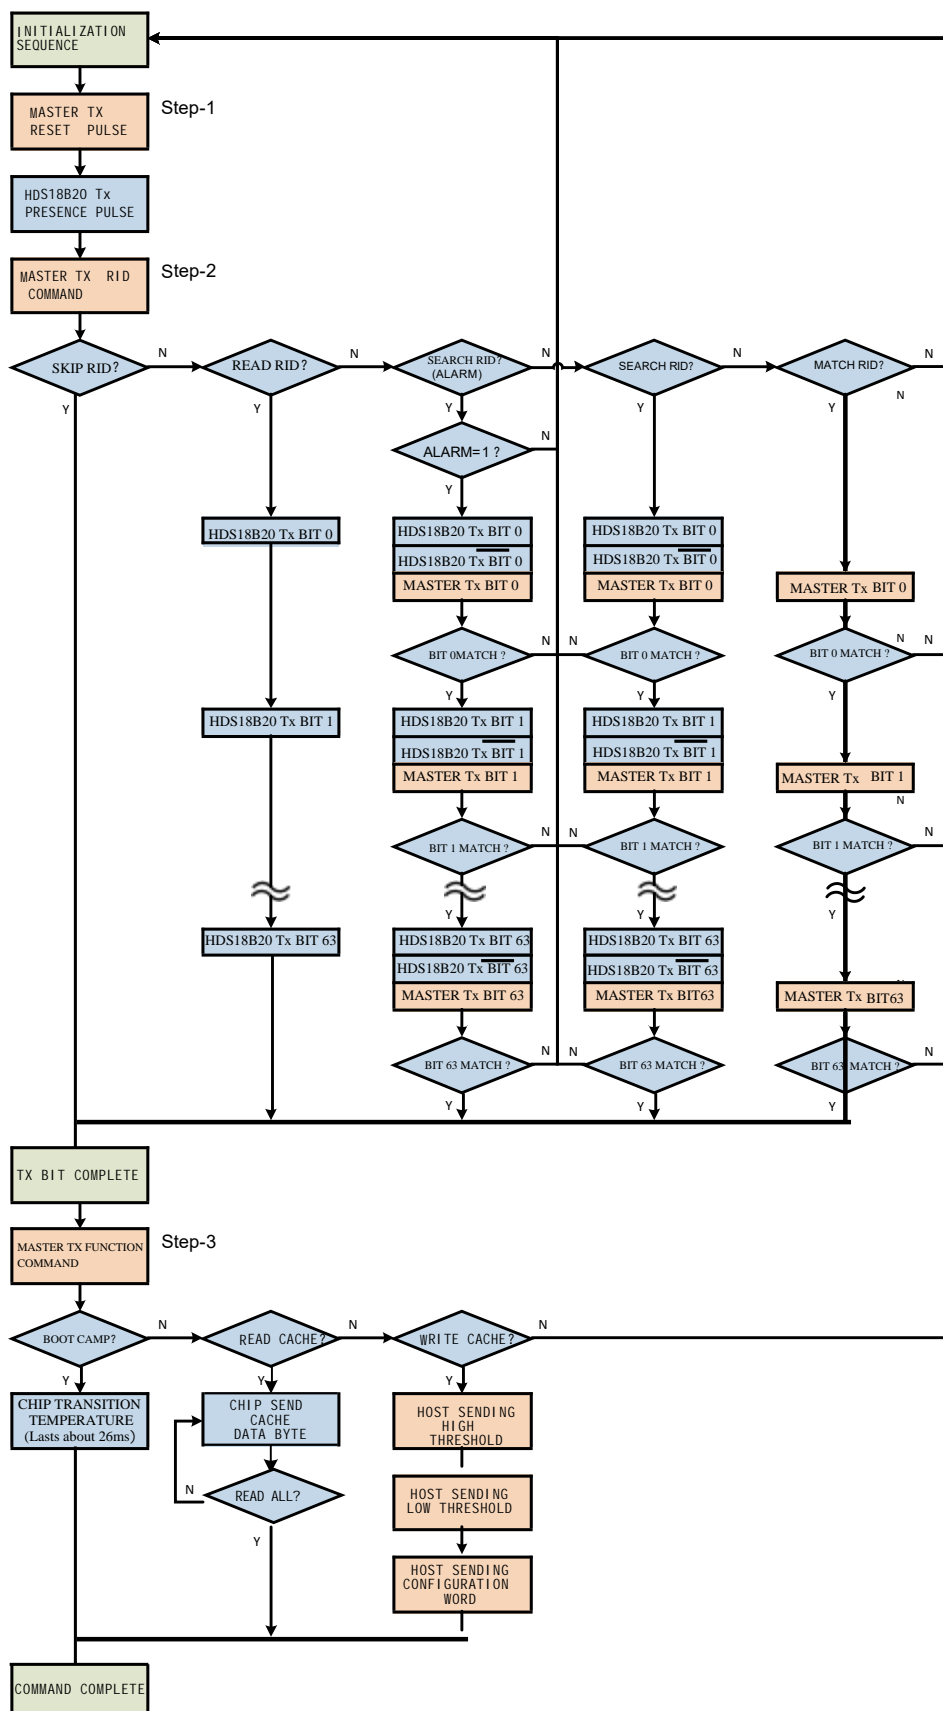 INITIALIZATION
SEQUENCE
MASTER TX
RESET PULSE
Step-1
HDS18B20 Tx
PRESENCE PULSE
MASTER TX RID
COMMAND
Step-2
SKIP RID?
N
READ RID?
N
SEARCH RID?
(ALARM)
N
SEARCH RID?
N
MATCH RID?
N
Y
Y
Y
Y
Y
ALARM=1 ?
N
Y
HDS18B20 Tx BIT 0
HDS18B20 Tx BIT 0
HDS18B20 Tx BIT 0
MASTER Tx BIT 0
HDS18B20 Tx BIT 0
HDS18B20 Tx BIT 0
MASTER Tx BIT 0
MASTER Tx BIT 0
BIT 0MATCH ?
N
N
BIT 0 MATCH ?
BIT 0 MATCH ?
N
Y
Y
Y
HDS18B20 Tx BIT 1
HDS18B20 Tx BIT 1
HDS18B20 Tx BIT 1
MASTER Tx BIT 1
HDS18B20 Tx BIT 1
HDS18B20 Tx BIT 1
MASTER Tx BIT 1
MASTER Tx BIT 1
N
BIT 1 MATCH ?
N
N
BIT 1 MATCH ?
BIT 1 MATCH ?
Y
Y
Y
HDS18B20 Tx BIT 63
HDS18B20 Tx BIT 63
HDS18B20 Tx BIT 63
MASTER Tx BIT 63
HDS18B20 Tx BIT 63
HDS18B20 Tx BIT 63
MASTER Tx BIT63
MASTER Tx BIT63
BIT 63 MATCH ?
N
N
BIT 63 MATCH ?
BIT 63 MATCH ?
Y
Y
Y
TX BIT COMPLETE
MASTER TX FUNCTION
COMMAND
Step-3
BOOT CAMP?
N
READ CACHE?
N
WRITE CACHE?
N
Y
Y
Y
CHIP TRANSITION
TEMPERATURE
(Lasts about 26ms)
CHIP SEND
CACHE
DATA BYTE
HOST SENDING
HIGH
THRESHOLD
N
READ ALL?
Y
HOST SENDING
LOW THRESHOLD
HOST SENDING
CONFIGURATION
WORD
COMMAND COMPLETE